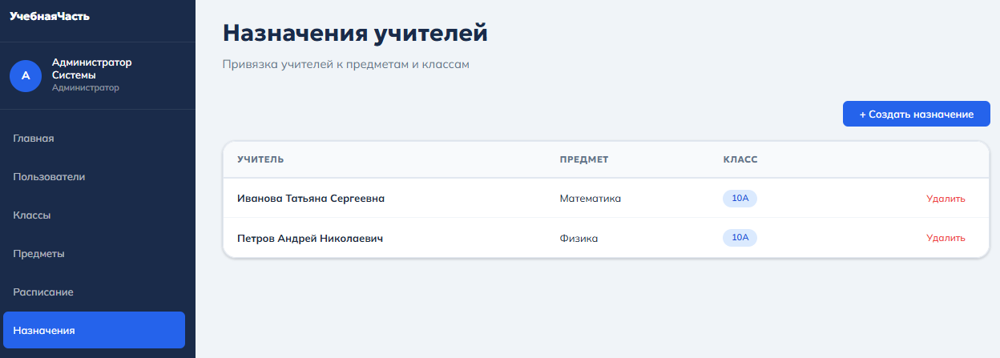 УчебнаяЧасть
А
Администратор
Системы
Администратор
Главная
Пользователи
Классы
Предметы
Расписание
Назначения
Назначения учителей
Привязка учителей к предметам и классам
+ Создать назначение
УЧИТЕЛЬ ПРЕДМЕТ КЛАСС
Иванова Татьяна Сергеевна Математика 10А Удалить
Петров Андрей Николаевич Физика 10А Удалить